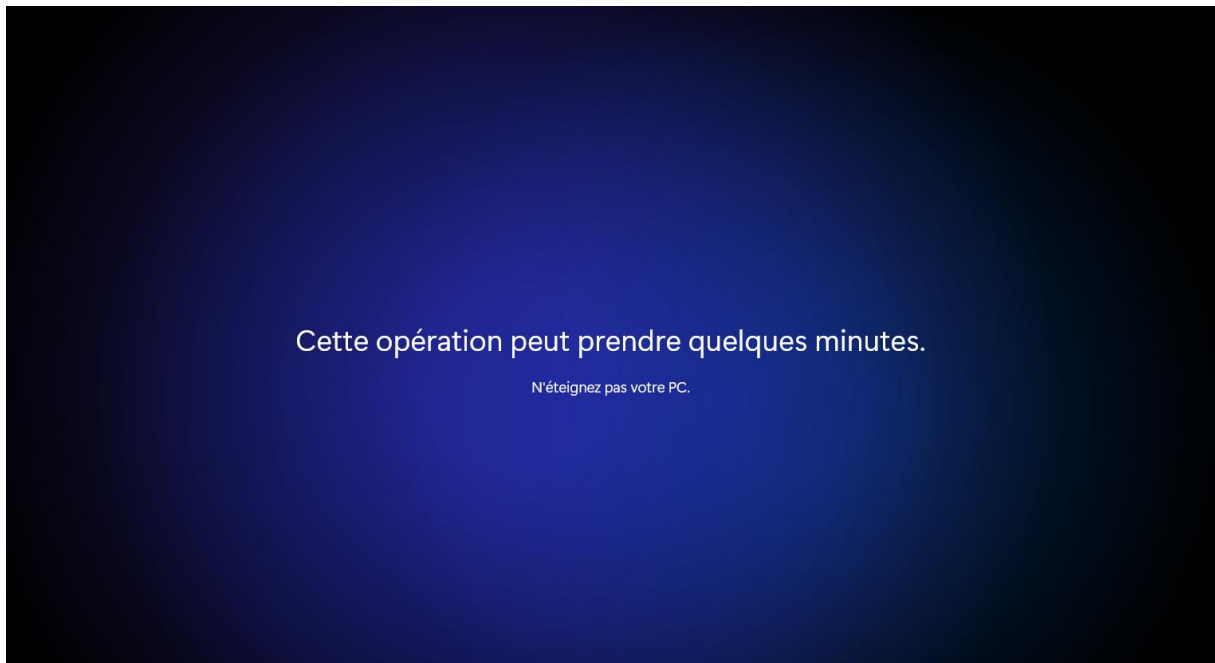 Cette opération peut prendre quelques minutes.
N'éteignez pas votre PC.